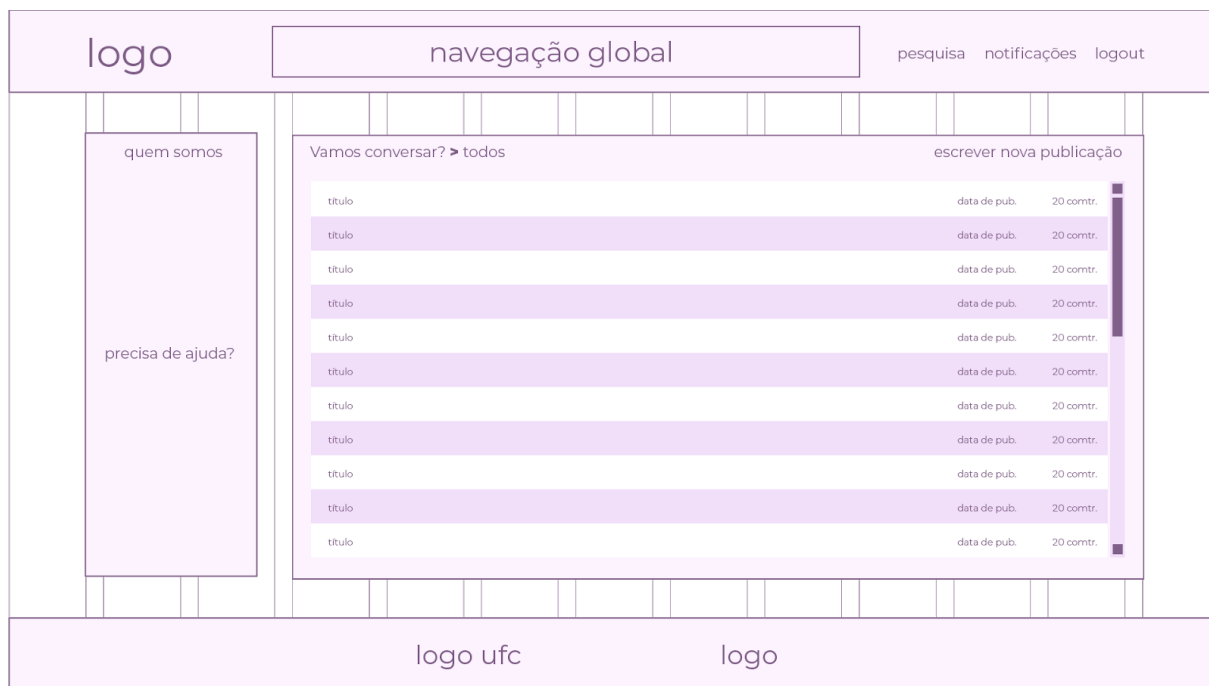 logo
navegação global
pesquisa notificações logout
quem somos
precisa de ajuda?
Vamos conversar? > todos
escrever nova publicação
título data de pub. 20 comtr.
título data de pub. 20 comtr.
título data de pub. 20 comtr.
título data de pub. 20 comtr.
título data de pub. 20 comtr.
título data de pub. 20 comtr.
título data de pub. 20 comtr.
título data de pub. 20 comtr.
título data de pub. 20 comtr.
título data de pub. 20 comtr.
título data de pub. 20 comtr.
logo ufc
logo